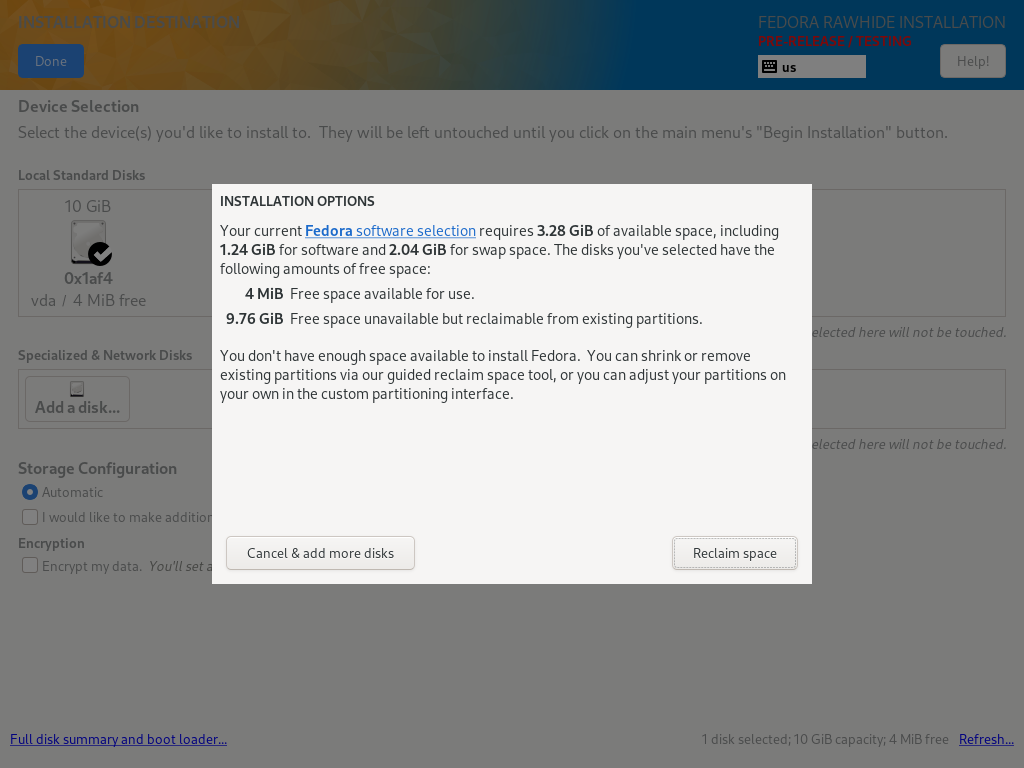 INSTALLATION DESTINATION
FEDORA RAWHIDE INSTALLATION
PRE-RELEASE / TESTING
Done
us
Help!
Device Selection
Select the device(s) you'd like to install to.  They will be left untouched until you click on the main menu's "Begin Installation" button.
Local Standard Disks
10 GiB
0x1af4
vda / 4 MiB free
elected here will not be touched.
Specialized & Network Disks
Add a disk...
elected here will not be touched.
Storage Configuration
Automatic
I would like to make addition
Encryption
Encrypt my data.  You'll set a
INSTALLATION OPTIONS
Your current Fedora software selection requires 3.28 GiB of available space, including
1.24 GiB for software and 2.04 GiB for swap space. The disks you've selected have the
following amounts of free space:
4 MiB  Free space available for use.
9.76 GiB  Free space unavailable but reclaimable from existing partitions.
You don't have enough space available to install Fedora.  You can shrink or remove
existing partitions via our guided reclaim space tool, or you can adjust your partitions on
your own in the custom partitioning interface.
Cancel & add more disks
Reclaim space
Full disk summary and boot loader...
1 disk selected; 10 GiB capacity; 4 MiB free
Refresh...